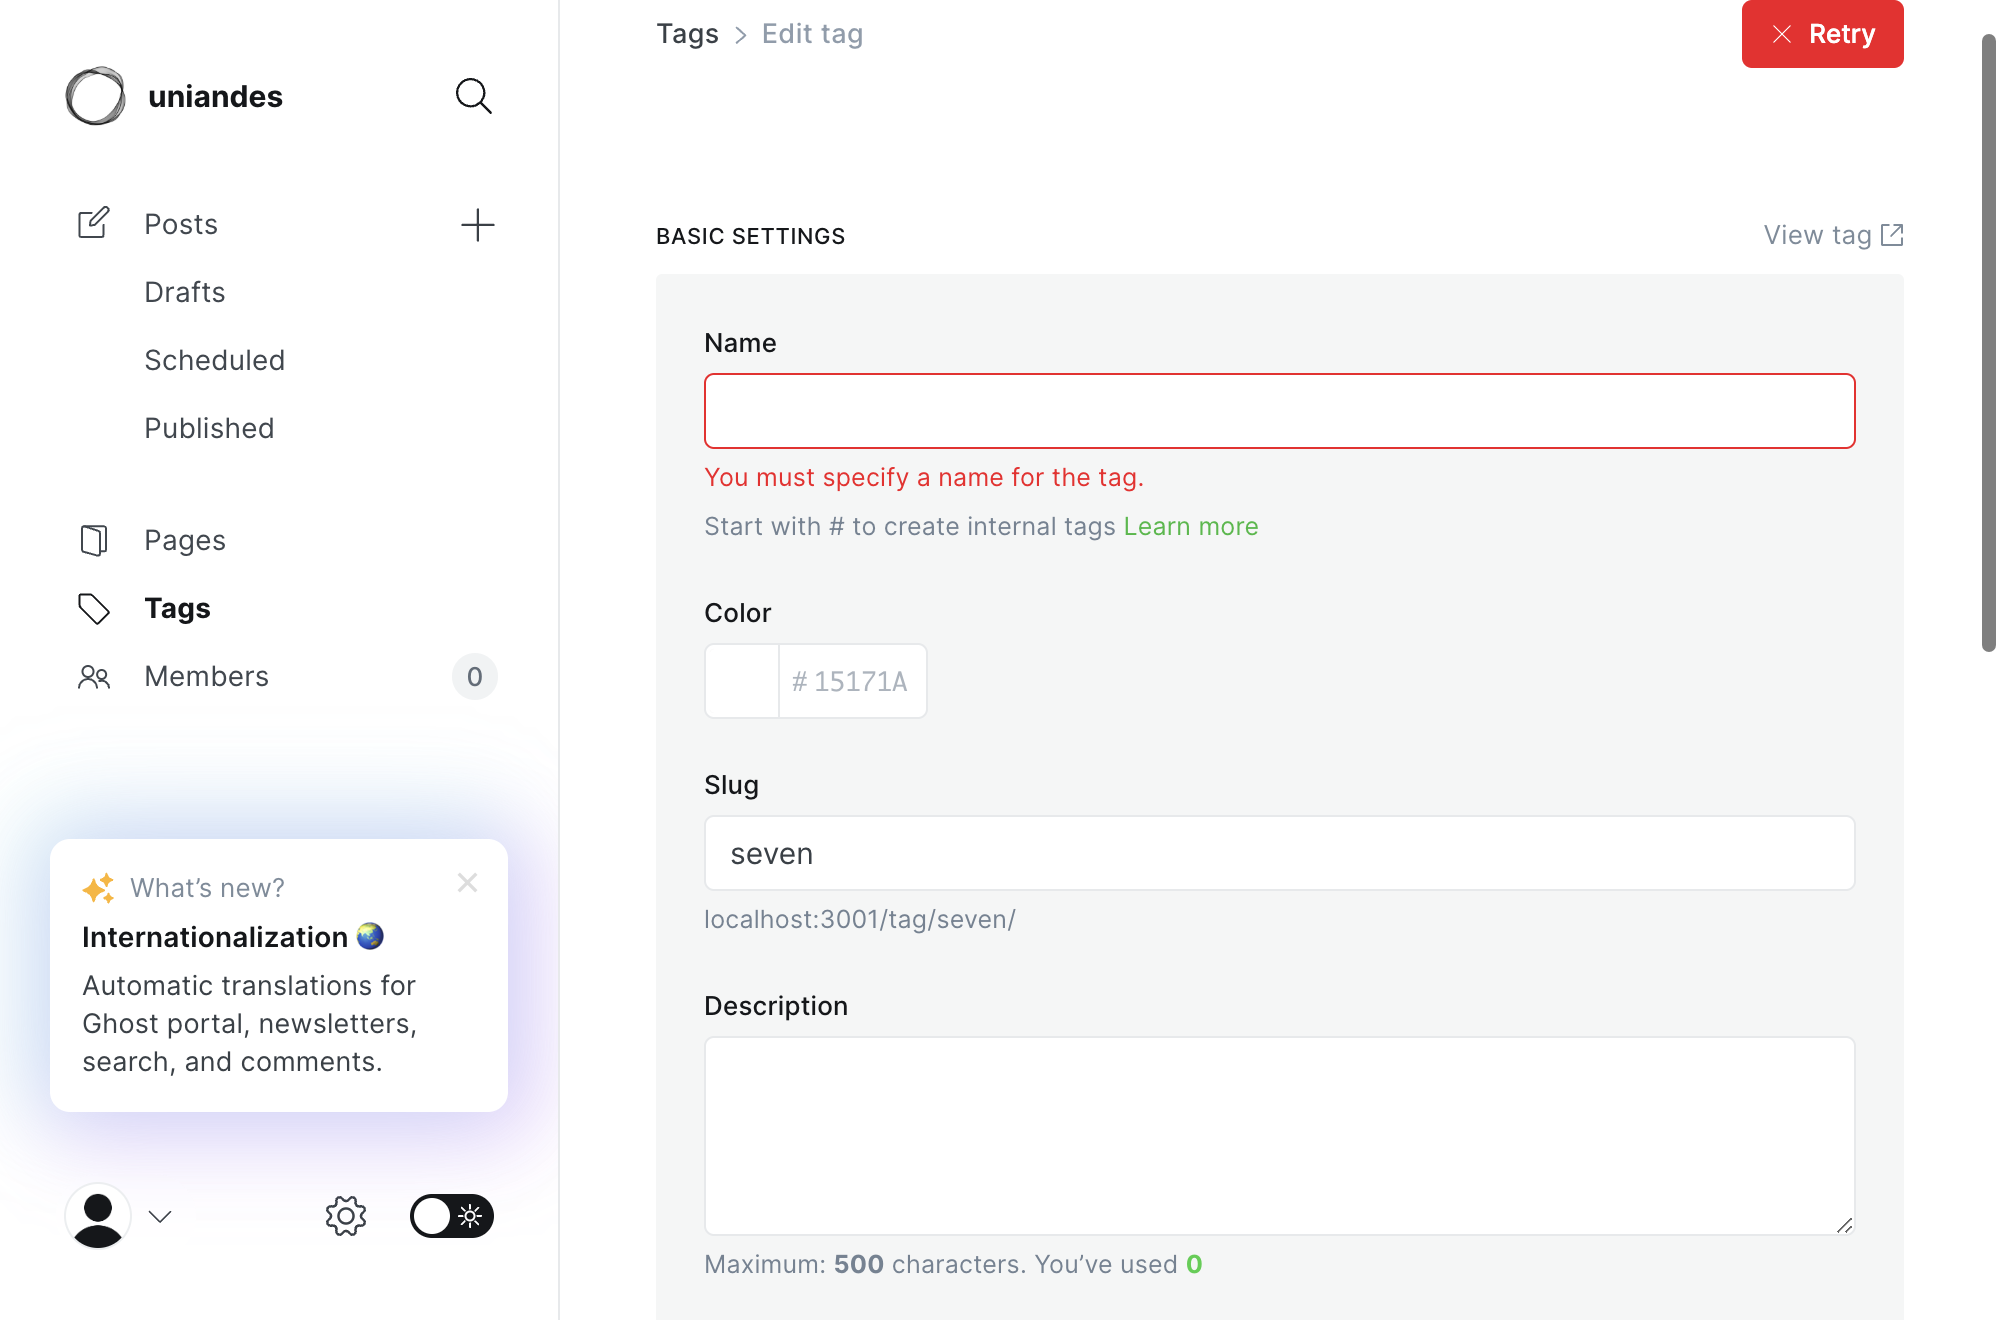 uniandes
Posts
Drafts
Scheduled
Published
Pages
Tags
Members 0
What's new?
Internationalization
Automatic translations for
Ghost portal, newsletters,
search, and comments.
Tags > Edit tag
Retry
BASIC SETTINGS
View tag
Name
You must specify a name for the tag.
Start with # to create internal tags Learn more
Color
# 15171A
Slug
seven
localhost:3001/tag/seven/
Description
Maximum: 500 characters. You've used 0